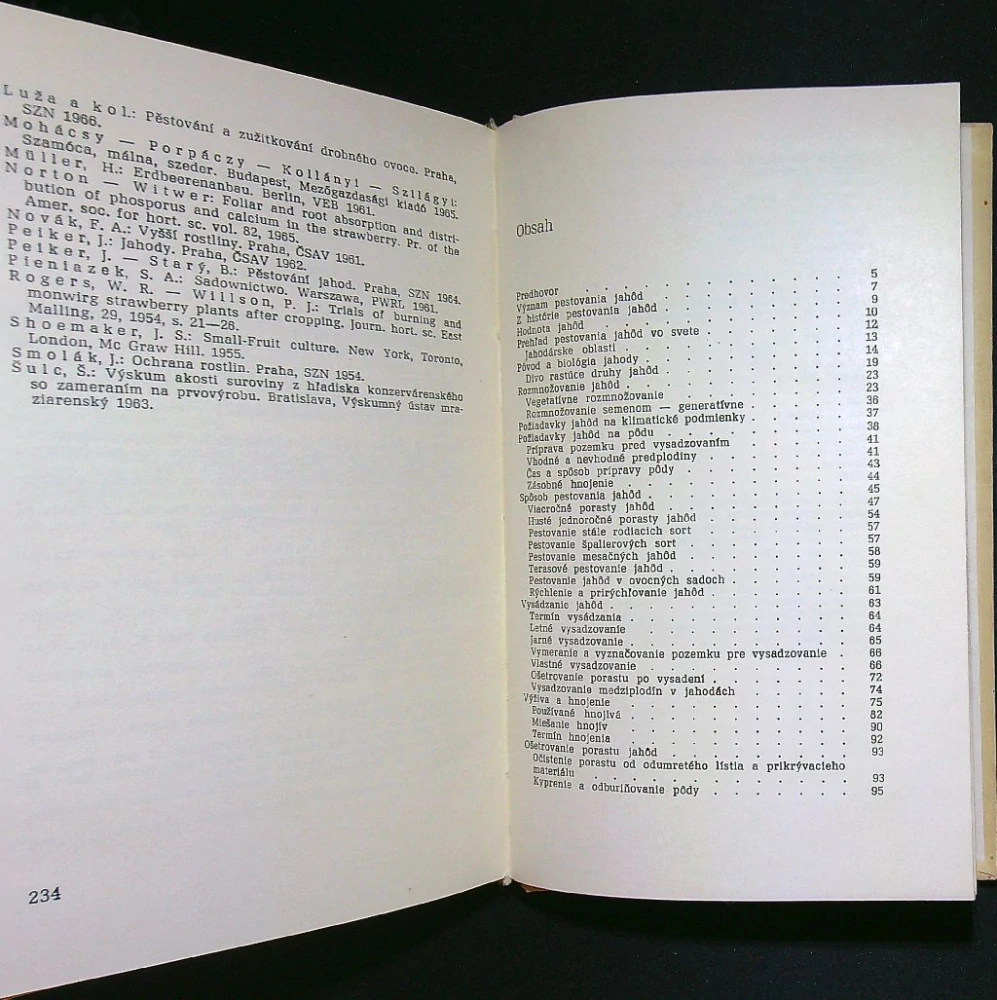 Luža a kol.: Pěstování a zužitkování drobného ovoce. Praha,
SZN 1966.
Mohácsy — Porpáczy — Kollányi — Szilágyi:
Szamóca, málna, szeder. Budapest, Mezőgazdasági kiadó 1965.
Müller, H.: Erdbeerenanbau. Berlin, VEB 1961.
Norton — Witwer: Foliar and root absorption and distri-
bution of phosporus and calcium in the strawberry. Pr. of the
Amer. soc. for hort. sc. vol. 82, 1965.
Novák, F. A.: Vyšší rostliny. Praha, ČSAV 1961.
Peiker, J.: Jahody. Praha, ČSAV 1962.
Peiker, J. — Starý, B.: Pěstování jahod. Praha, SZN 1964.
Pieniazek, S. A.: Sadownictwo. Warszawa, PWRL 1961.
Rogers, W. R. — Willson, P. J.: Trials of burning and
monwirg strawberry plants after cropping. Journ. hort. sc. East
Malling, 29, 1954, s. 21—26.
Shoemaker, J. S.: Small-Fruit culture. New York, Toronto,
London, Mc Graw Hill. 1955.
Smolák, J.: Ochrana rostlin. Praha, SZN 1954.
Šulc, Š.: Výskum akosti suroviny z hľadiska konzervárenského
so zameraním na prvovýrobu. Bratislava, Výskumný ústav mra-
ziarenský 1963.
234
Obsah
Predhovor . . . . . . . . . . 5
Význam pestovania jahôd . . . . . . . . 7
Z histórie pestovania jahôd . . . . . . . . 9
Hodnota jahôd . . . . . . . . . . 10
Prehľad pestovania jahôd vo svete . . . . . . 12
Jahodárske oblasti . . . . . . . . . 13
Pôvod a biológia jahody . . . . . . . . 14
Divo rastúce druhy jahôd . . . . . . . . 19
Rozmnožovanie jahôd . . . . . . . . . 23
Vegetatívne rozmnožovanie . . . . . . . . 23
Rozmnožovanie semenom — generatívne . . . . . 36
Požiadavky jahôd na klimatické podmienky . . . . . 37
Požiadavky jahôd na pôdu . . . . . . . . 38
Príprava pozemku pred vysadzovaním . . . . . 41
Vhodné a nevhodné predplodiny . . . . . . 41
Čas a spôsob prípravy pôdy . . . . . . . 43
Zásobné hnojenie . . . . . . . . . 44
Spôsob pestovania jahôd . . . . . . . . 45
Viacročné porasty jahôd . . . . . . . . 47
Husté jednoročné porasty jahôd . . . . . . 54
Pestovanie stále rodiacich sort . . . . . . 57
Pestovanie špalierových sort . . . . . . . 57
Pestovanie mesačných jahôd . . . . . . . 58
Terasové pestovanie jahôd . . . . . . . . 59
Pestovanie jahôd v ovocných sadoch . . . . . . 59
Rýchlenie a prirýchľovanie jahôd . . . . . . 61
Vysádzanie jahôd . . . . . . . . . 63
Termín vysádzania . . . . . . . . . 64
Letné vysadzovanie . . . . . . . . . 64
Jarné vysadzovanie . . . . . . . . . 65
Vymeranie a vyznačovanie pozemku pre vysadzovanie . 66
Vlastné vysadzovanie . . . . . . . . . 66
Ošetrovanie porastu po vysadení . . . . . . 72
Vysadzovanie medziplodín v jahodách . . . . . 74
Výživa a hnojenie . . . . . . . . . 75
Používané hnojivá . . . . . . . . . 82
Miešanie hnojív . . . . . . . . . . 90
Termín hnojenia . . . . . . . . . . 92
Ošetrovanie porastu jahôd . . . . . . . . 93
Očistenie porastu od odumretého lístia a prikrývacieho
materiálu . . . . . . . . . . 93
Kyprenie a odburiňovanie pôdy . . . . . . . 95